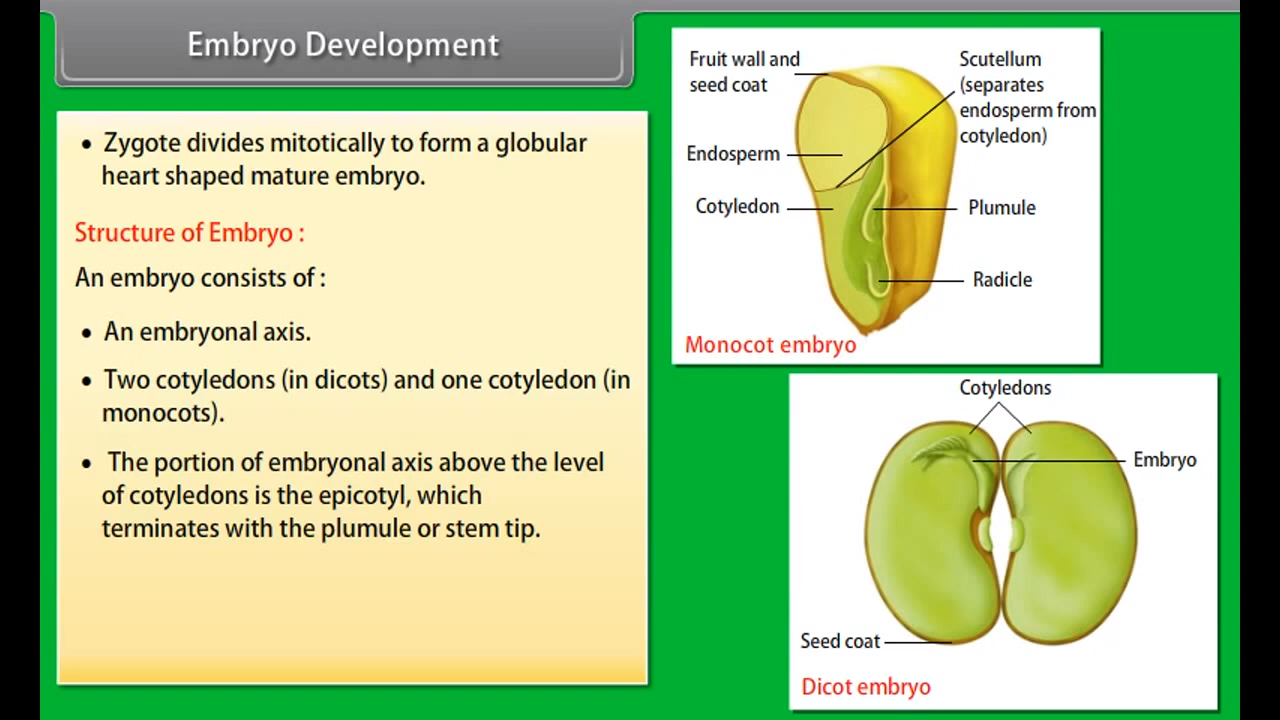 Embryo Development
• Zygote divides mitotically to form a globular
heart shaped mature embryo.
Structure of Embryo :
An embryo consists of :
• An embryonal axis.
• Two cotyledons (in dicots) and one cotyledon (in
monocots).
• The portion of embryonal axis above the level
of cotyledons is the epicotyl, which
terminates with the plumule or stem tip.
Fruit wall and
seed coat
Scutellum
(separates
endosperm from
cotyledon)
Endosperm
Cotyledon
Plumule
Radicle
Monocot embryo
Cotyledons
Embryo
Seed coat
Dicot embryo